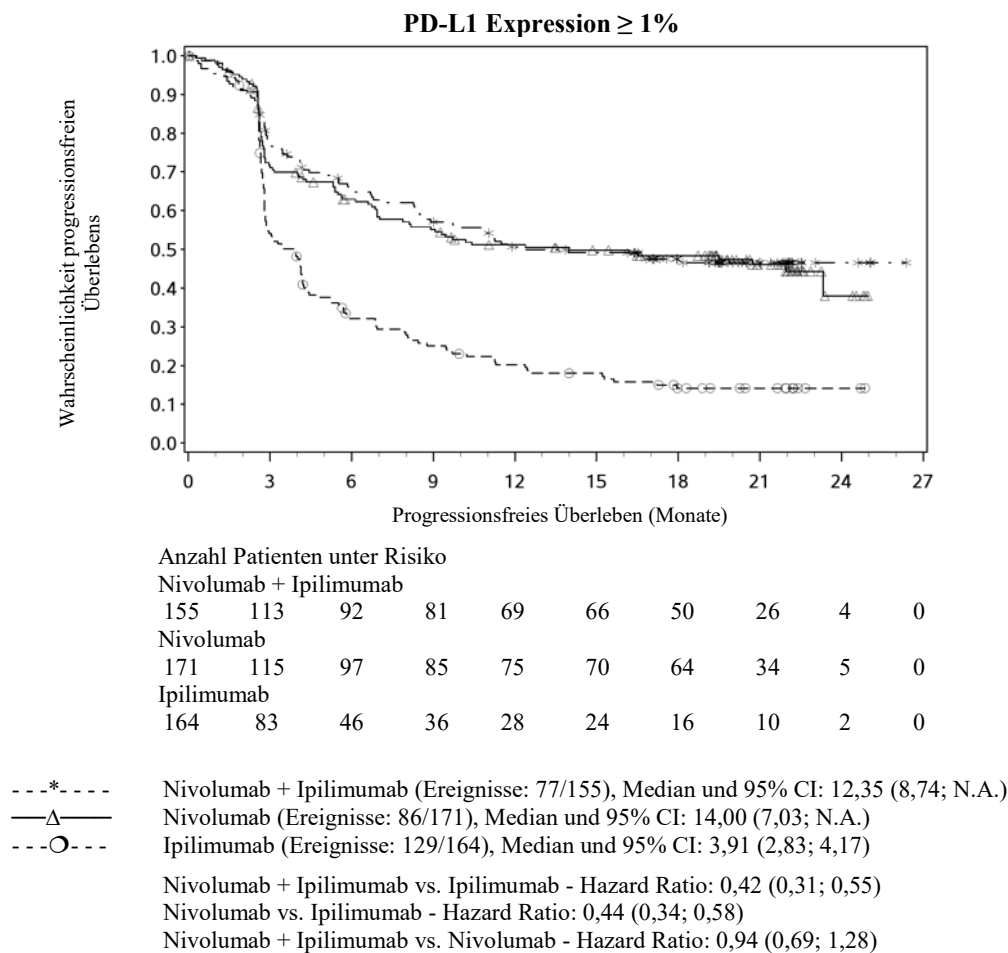 PD-L1 Expression ≥ 1%
Wahrscheinlichkeit progressionsfreien
Überlebens
1.0
0.9
0.8
0.7
0.6
0.5
0.4
0.3
0.2
0.1
0.0
0 3 6 9 12 15 18 21 24 27
Progressionsfreies Überleben (Monate)
Anzahl Patienten unter Risiko
Nivolumab + Ipilimumab
155 113 92 81 69 66 50 26 4 0
Nivolumab
171 115 97 85 75 70 64 34 5 0
Ipilimumab
164 83 46 36 28 24 16 10 2 0
- - -*- - - - Nivolumab + Ipilimumab (Ereignisse: 77/155), Median und 95% CI: 12,35 (8,74; N.A.)
──Δ─── Nivolumab (Ereignisse: 86/171), Median und 95% CI: 14,00 (7,03; N.A.)
- - -O- - - Ipilimumab (Ereignisse: 129/164), Median und 95% CI: 3,91 (2,83; 4,17)
Nivolumab + Ipilimumab vs. Ipilimumab - Hazard Ratio: 0,42 (0,31; 0,55)
Nivolumab vs. Ipilimumab - Hazard Ratio: 0,44 (0,34; 0,58)
Nivolumab + Ipilimumab vs. Nivolumab - Hazard Ratio: 0,94 (0,69; 1,28)